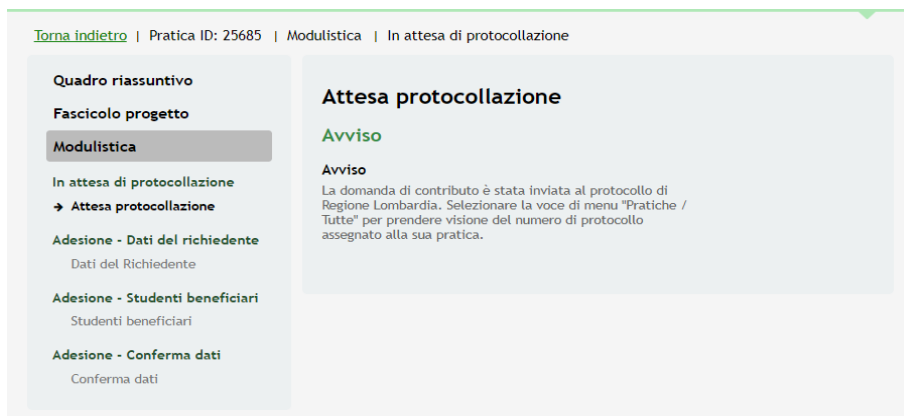 Torna indietro | Pratica ID: 25685 | Modulistica | In attesa di protocollazione
Quadro riassuntivo
Fascicolo progetto
Modulistica
In attesa di protocollazione
→ Attesa protocollazione
Adesione - Dati del richiedente
Dati del Richiedente
Adesione - Studenti beneficiari
Studenti beneficiari
Adesione - Conferma dati
Conferma dati
Attesa protocollazione
Avviso
Avviso
La domanda di contributo è stata inviata al protocollo di
Regione Lombardia. Selezionare la voce di menu "Pratiche /
Tutte" per prendere visione del numero di protocollo
assegnato alla sua pratica.